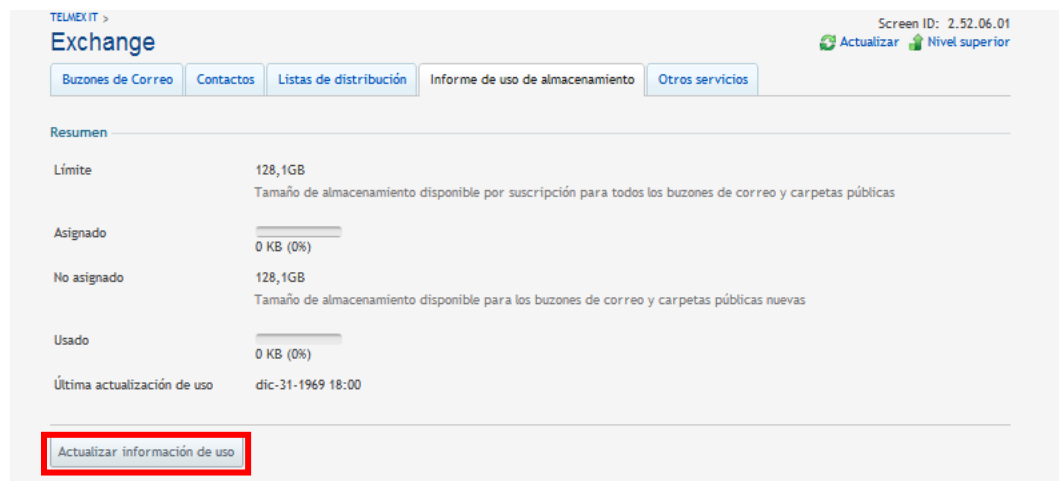 TELMEX IT >
Screen ID: 2.52.06.01
Exchange
Actualizar Nivel superior
Buzones de Correo Contactos Listas de distribución Informe de uso de almacenamiento Otros servicios
Resumen
Límite 128,1GB
Tamaño de almacenamiento disponible por suscripción para todos los buzones de correo y carpetas públicas
Asignado
0 KB (0%)
No asignado 128,1GB
Tamaño de almacenamiento disponible para los buzones de correo y carpetas públicas nuevas
Usado
0 KB (0%)
Última actualización de uso dic-31-1969 18:00
Actualizar información de uso